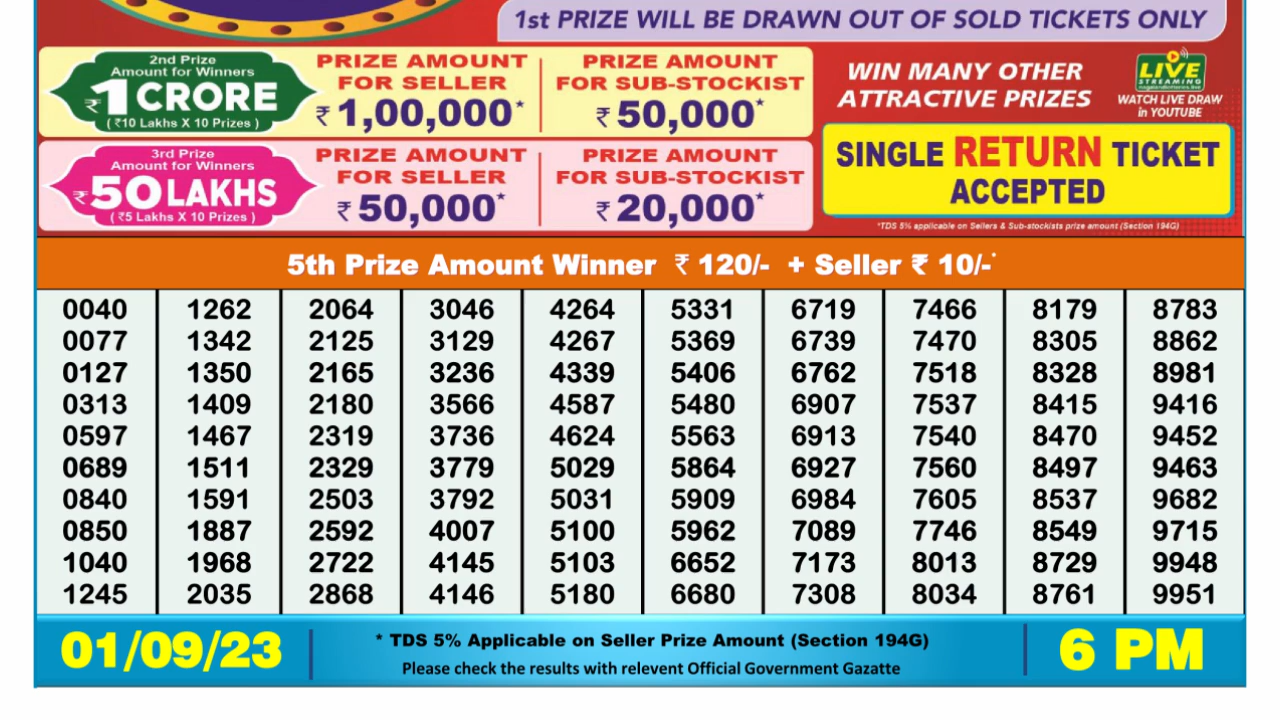 1st PRIZE WILL BE DRAWN OUT OF SOLD TICKETS ONLY
2nd Prize
Amount for Winners
₹1 CRORE
( ₹10 Lakhs X 10 Prizes )
PRIZE AMOUNT
FOR SELLER
₹ 1,00,000*
PRIZE AMOUNT
FOR SUB-STOCKIST
₹ 50,000*
3rd Prize
Amount for Winners
₹50 LAKHS
( ₹5 Lakhs X 10 Prizes )
PRIZE AMOUNT
FOR SELLER
₹ 50,000*
PRIZE AMOUNT
FOR SUB-STOCKIST
₹ 20,000*
WIN MANY OTHER
ATTRACTIVE PRIZES
LIVE
STREAMING
WATCH LIVE DRAW
in YOUTUBE
SINGLE RETURN TICKET
ACCEPTED
*TDS 5% applicable on Sellers & Sub-stockists prize amount (Section 194G)
5th Prize Amount Winner ₹ 120/- + Seller ₹ 10/-*
0040 1262 2064 3046 4264 5331 6719 7466 8179 8783
0077 1342 2125 3129 4267 5369 6739 7470 8305 8862
0127 1350 2165 3236 4339 5406 6762 7518 8328 8981
0313 1409 2180 3566 4587 5480 6907 7537 8415 9416
0597 1467 2319 3736 4624 5563 6913 7540 8470 9452
0689 1511 2329 3779 5029 5864 6927 7560 8497 9463
0840 1591 2503 3792 5031 5909 6984 7605 8537 9682
0850 1887 2592 4007 5100 5962 7089 7746 8549 9715
1040 1968 2722 4145 5103 6652 7173 8013 8729 9948
1245 2035 2868 4146 5180 6680 7308 8034 8761 9951
01/09/23
* TDS 5% Applicable on Seller Prize Amount (Section 194G)
Please check the results with relevent Official Government Gazatte
6 PM